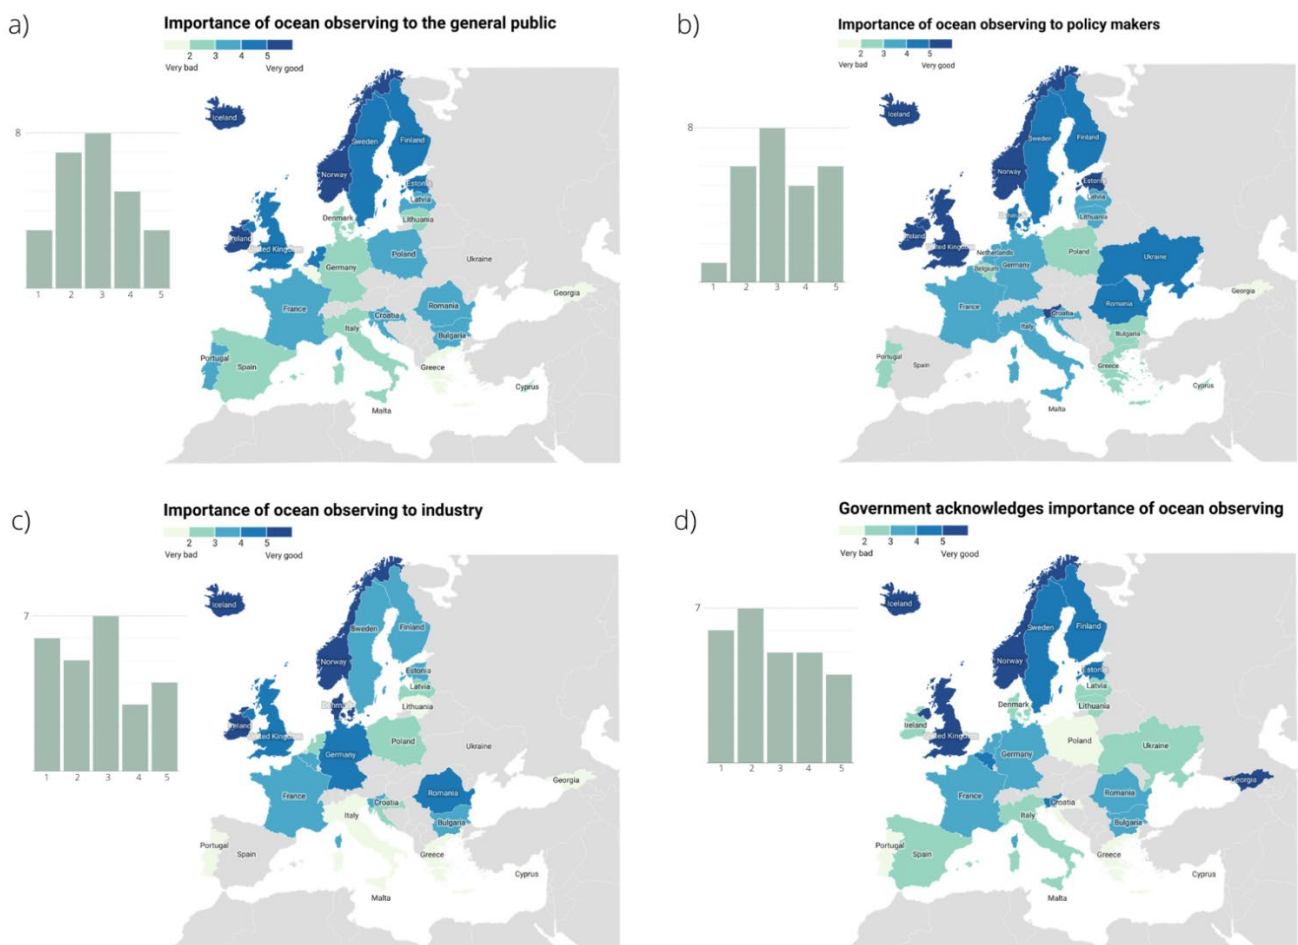 a)
Importance of ocean observing to the general public
2 3 4 5
Very bad Very good
8
1 2 3 4 5
Iceland
Sweden
Finland
Norway
Estonia
Latvia
Denmark
Lithuania
Ireland
United Kingdom
Poland
Ukraine
Germany
Georgia
France
Romania
Croatia
Italy
Bulgaria
Portugal
Spain
Greece
Cyprus
Malta
b)
Importance of ocean observing to policy makers
2 3 4 5
Very bad Very good
8
1 2 3 4 5
Iceland
Sweden
Finland
Norway
Estonia
Latvia
Denmark
Lithuania
Ireland
United Kingdom
Netherlands
Poland
Ukraine
Belgium
Germany
Georgia
France
Romania
Croatia
Italy
Bulgaria
Portugal
Spain
Greece
Cyprus
Malta
c)
Importance of ocean observing to industry
2 3 4 5
Very bad Very good
7
1 2 3 4 5
Iceland
Sweden
Finland
Norway
Estonia
Latvia
Denmark
Lithuania
Ireland
United Kingdom
Poland
Ukraine
Germany
Georgia
France
Romania
Croatia
Italy
Bulgaria
Portugal
Spain
Greece
Cyprus
Malta
d)
Government acknowledges importance of ocean observing
2 3 4 5
Very bad Very good
7
1 2 3 4 5
Iceland
Sweden
Finland
Norway
Estonia
Latvia
Denmark
Lithuania
Ireland
United Kingdom
Poland
Ukraine
Germany
Georgia
France
Romania
Croatia
Italy
Bulgaria
Portugal
Spain
Greece
Cyprus
Malta